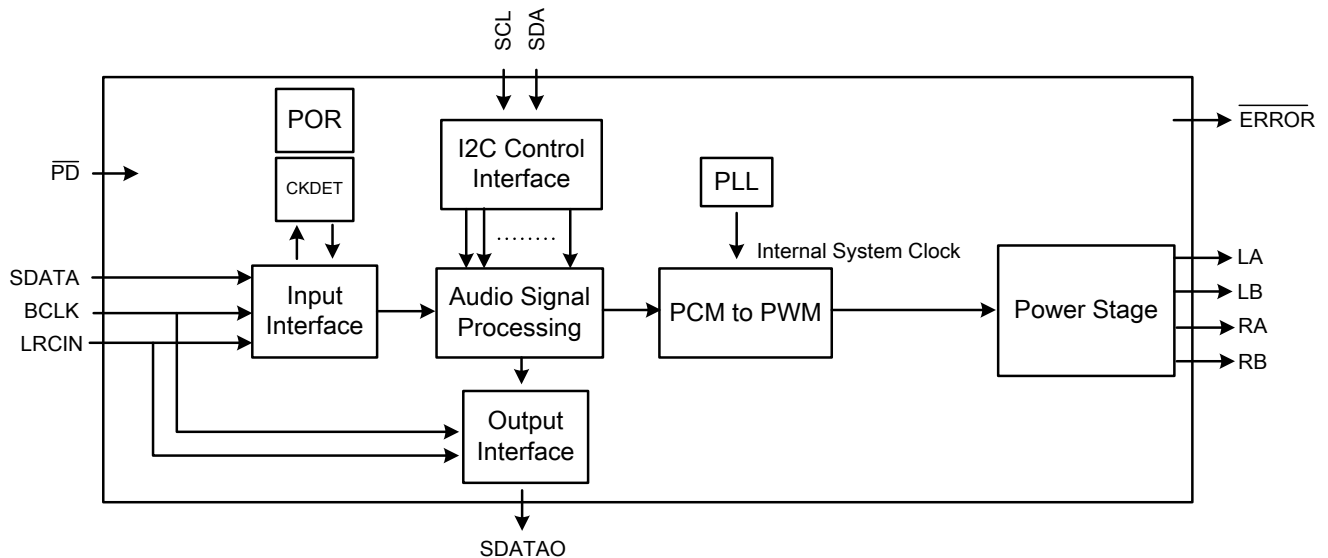 SCL
SDA
POR
ERROR
I2C Control
Interface
PD
CKDET
PLL
........
Internal System Clock
SDATA
BCLK
LRCIN
Input
Interface
Audio Signal
Processing
PCM to PWM
Power Stage
LA
LB
RA
RB
Output
Interface
SDATAO